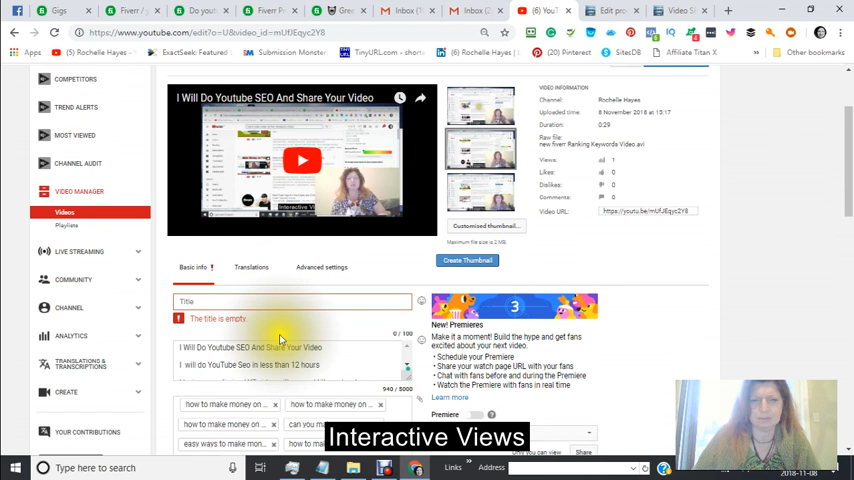 Gigs
Fiverr / g
Do yout
Fiverr P
Gre
Inbox (1
Inbox (2
(6) YouT
Edit pro
Video S
https://www.youtube.com/edit?o=U&video_id=mUfJEqyc2Y8
Apps
(5) Rochelle Hayes -
ExactSeek: Featured
Submission Monster
TinyURL.com - shorte
(6) Rochelle Hayes |
(20) Pinterest
SitesDB
Affiliate Titan X
Other bookmarks
COMPETITORS
TREND ALERTS
MOST VIEWED
CHANNEL AUDIT
VIDEO MANAGER
Videos
Playlists
LIVE STREAMING
COMMUNITY
CHANNEL
ANALYTICS
TRANSLATIONS &
TRANSCRIPTIONS
CREATE
YOUR CONTRIBUTIONS
I Will Do Youtube SEO And Share Your Video
Customised thumbnail
Maximum file size is 2 MB.
VIDEO INFORMATION
Channel: Rochelle Hayes
Uploaded time: 8 November 2018 at 13:17
Duration: 0:29
Raw file:
new fiverr Ranking Keywords Video.avi
Views: 1
Likes: 0
Dislikes: 0
Comments: 0
Video URL: https://youtu.be/mUfJEqyc2Y8
Basic info !
Translations
Advanced settings
Create Thumbnail
Title
The title is empty.
0 / 100
I Will Do Youtube SEO And Share Your Video
I will do YouTube Seo in less than 12 hours
940 / 5000
how to make money on ... ×
how to make money on ... ×
how to make money on ... ×
can you ma
easy ways to make mon... ×
how to ma
3
New! Premieres
Make it a moment! Build the hype and get fans
excited about your next video.
• Schedule your Premiere
• Share your watch page URL with your fans
• Chat with fans before and during the Premiere
• Watch the Premiere with fans in real time
Learn more
Premiere
Only you can view
Share
Interactive Views
Type here to search
Links
»
Address
2018-11-08